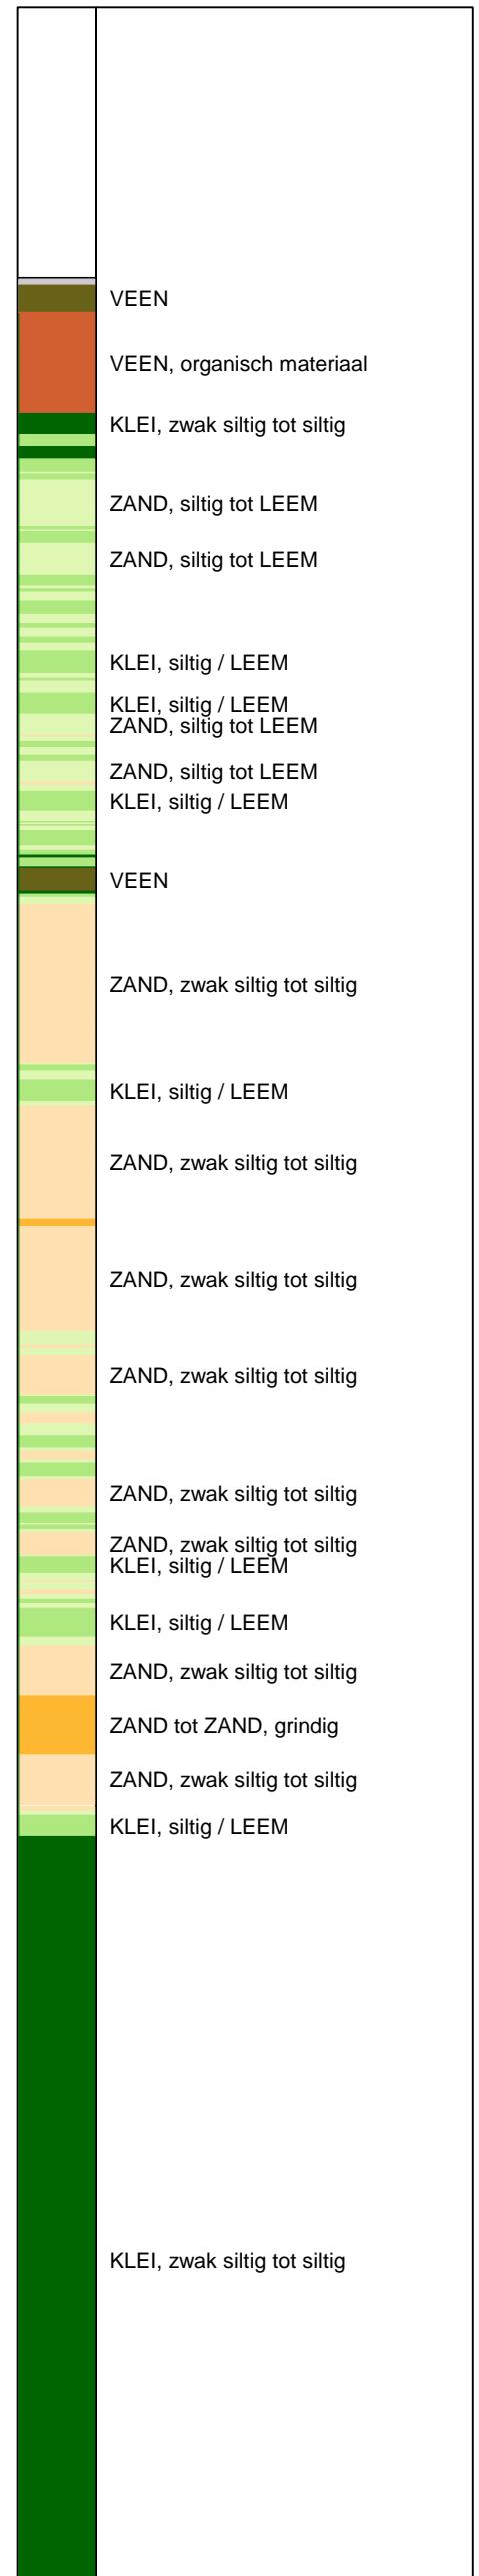 VEEN
VEEN, organisch materiaal
KLEI, zwak siltig tot siltig
ZAND, siltig tot LEEM
ZAND, siltig tot LEEM
KLEI, siltig / LEEM
KLEI, siltig / LEEM
ZAND, siltig tot LEEM
ZAND, siltig tot LEEM
KLEI, siltig / LEEM
VEEN
ZAND, zwak siltig tot siltig
KLEI, siltig / LEEM
ZAND, zwak siltig tot siltig
ZAND, zwak siltig tot siltig
ZAND, zwak siltig tot siltig
ZAND, zwak siltig tot siltig
ZAND, zwak siltig tot siltig
KLEI, siltig / LEEM
KLEI, siltig / LEEM
ZAND, zwak siltig tot siltig
ZAND tot ZAND, grindig
ZAND, zwak siltig tot siltig
KLEI, siltig / LEEM
KLEI, zwak siltig tot siltig